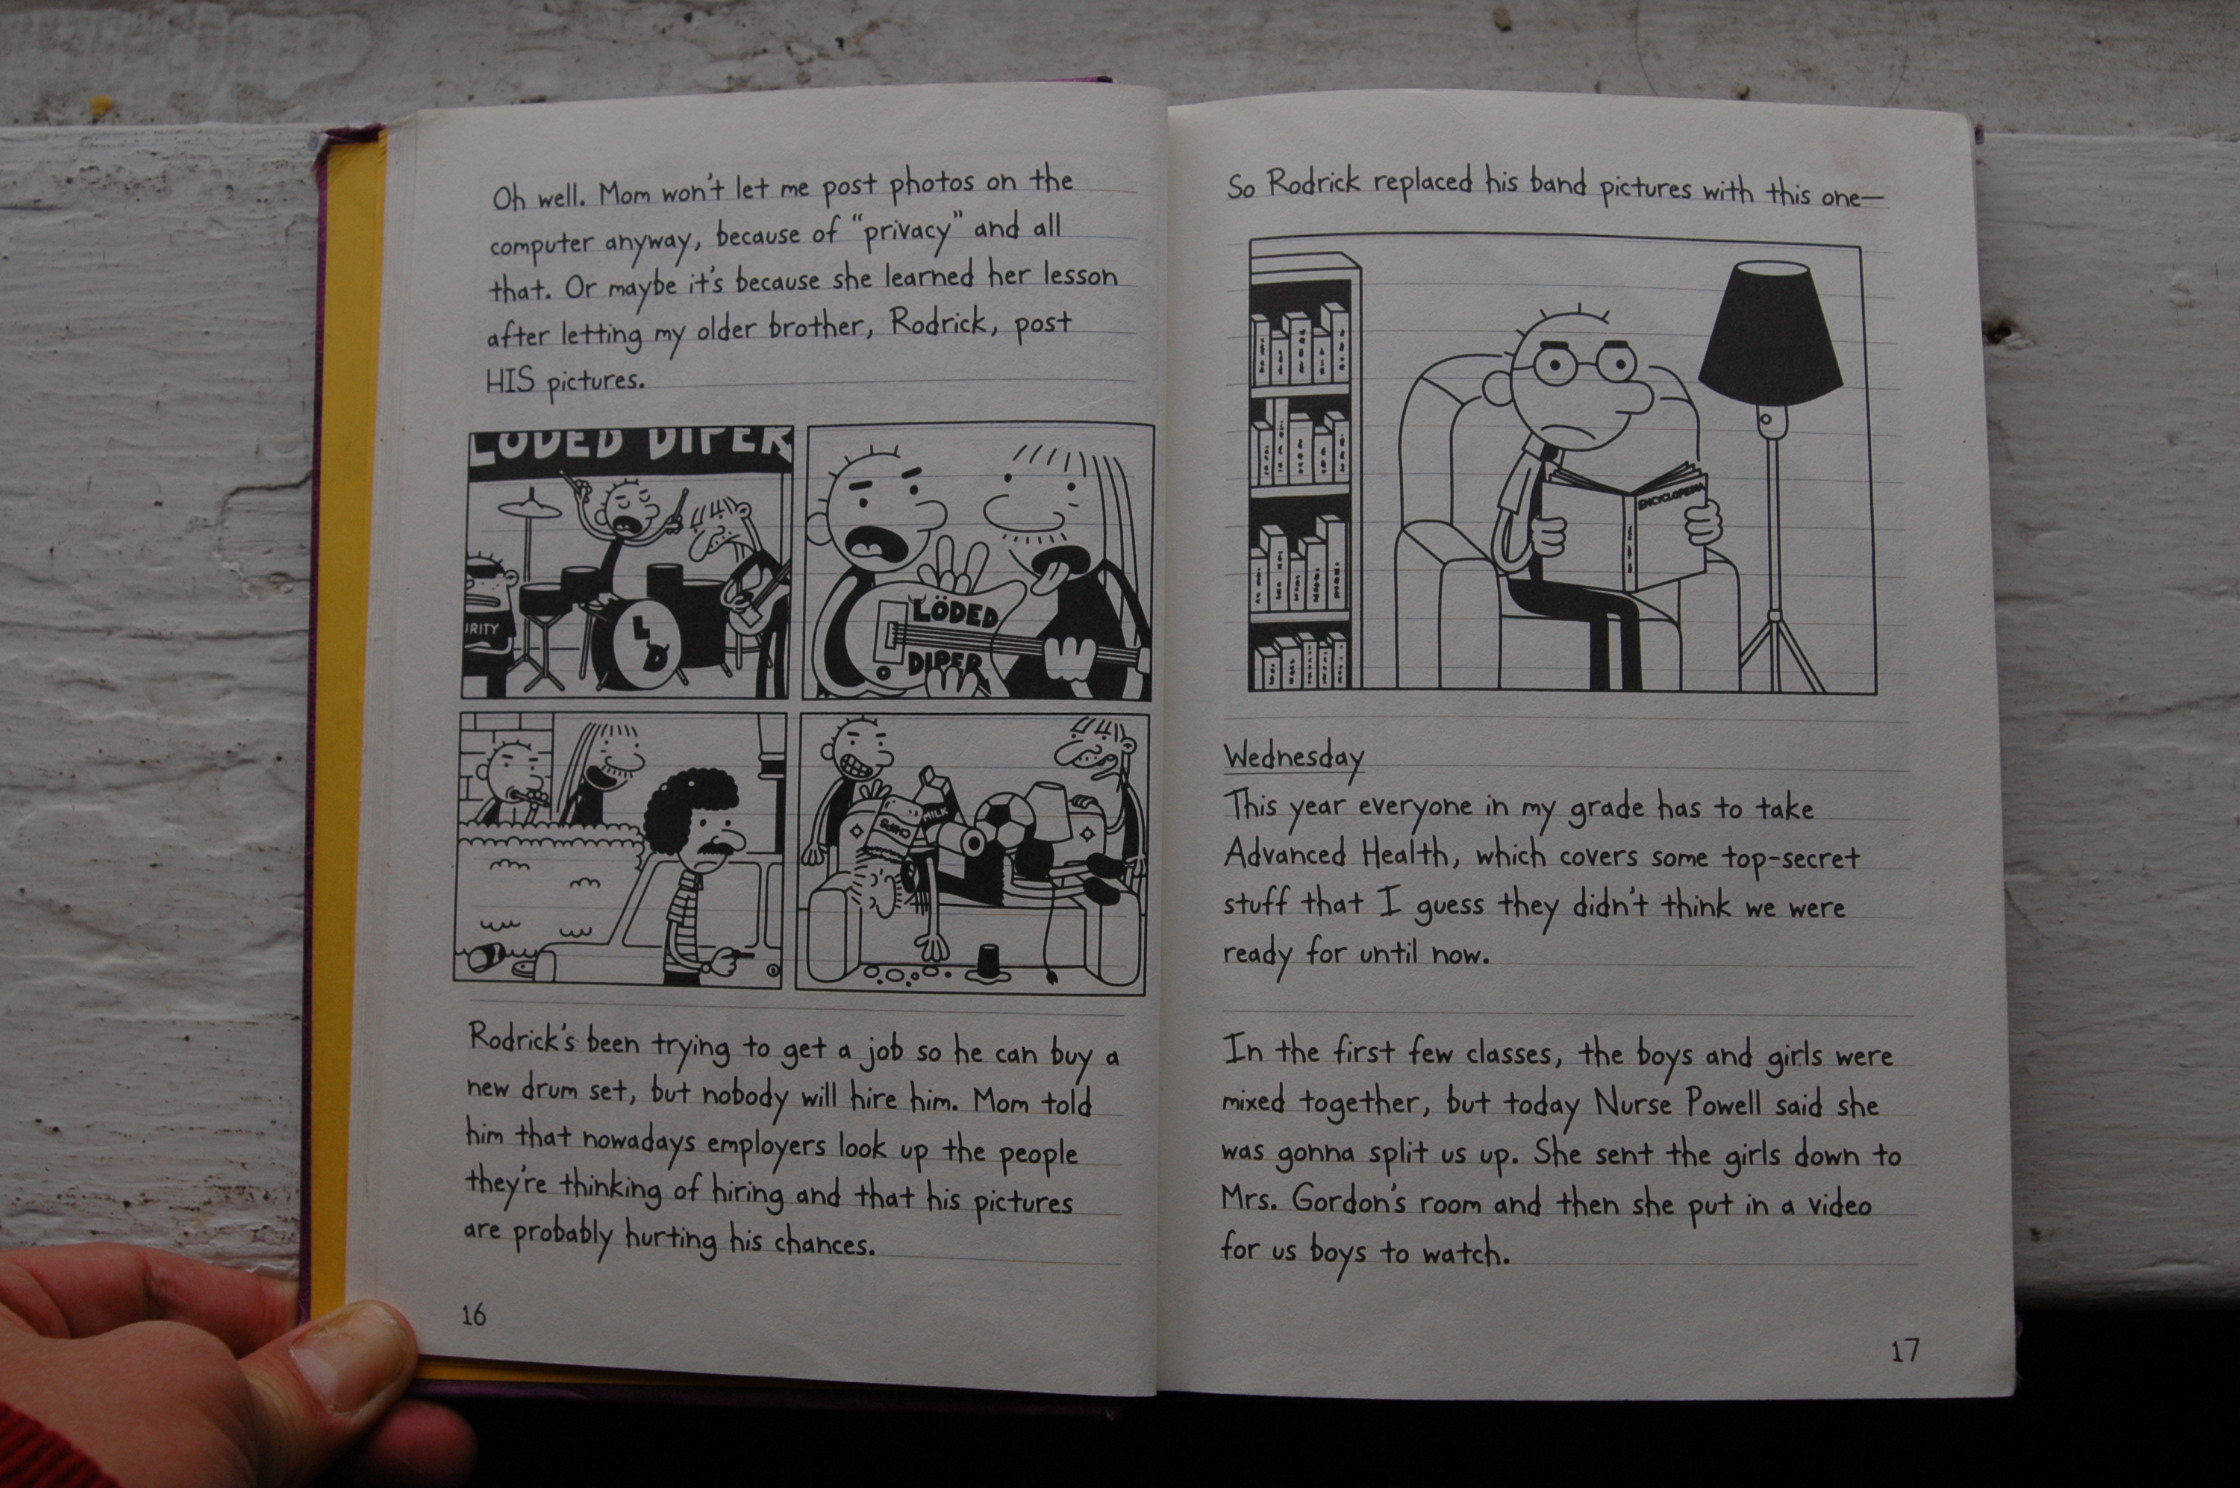 Oh well. Mom won't let me post photos on the
computer anyway, because of “privacy” and all
that. Or maybe it's because she learned her lesson
after letting my older brother, Rodrick, post
HIS pictures.
LÖDED DIPER
URITY
L
D
LÖDED
DIPER
CHIPS
MILK
Rodrick's been trying to get a job so he can buy a
new drum set, but nobody will hire him. Mom told
him that nowadays employers look up the people
they're thinking of hiring and that his pictures
are probably hurting his chances.
16
So Rodrick replaced his band pictures with this one—
ENCYCLOPEDIA
Wednesday
This year everyone in my grade has to take
Advanced Health, which covers some top-secret
stuff that I guess they didn't think we were
ready for until now.
In the first few classes, the boys and girls were
mixed together, but today Nurse Powell said she
was gonna split us up. She sent the girls down to
Mrs. Gordon's room and then she put in a video
for us boys to watch.
17